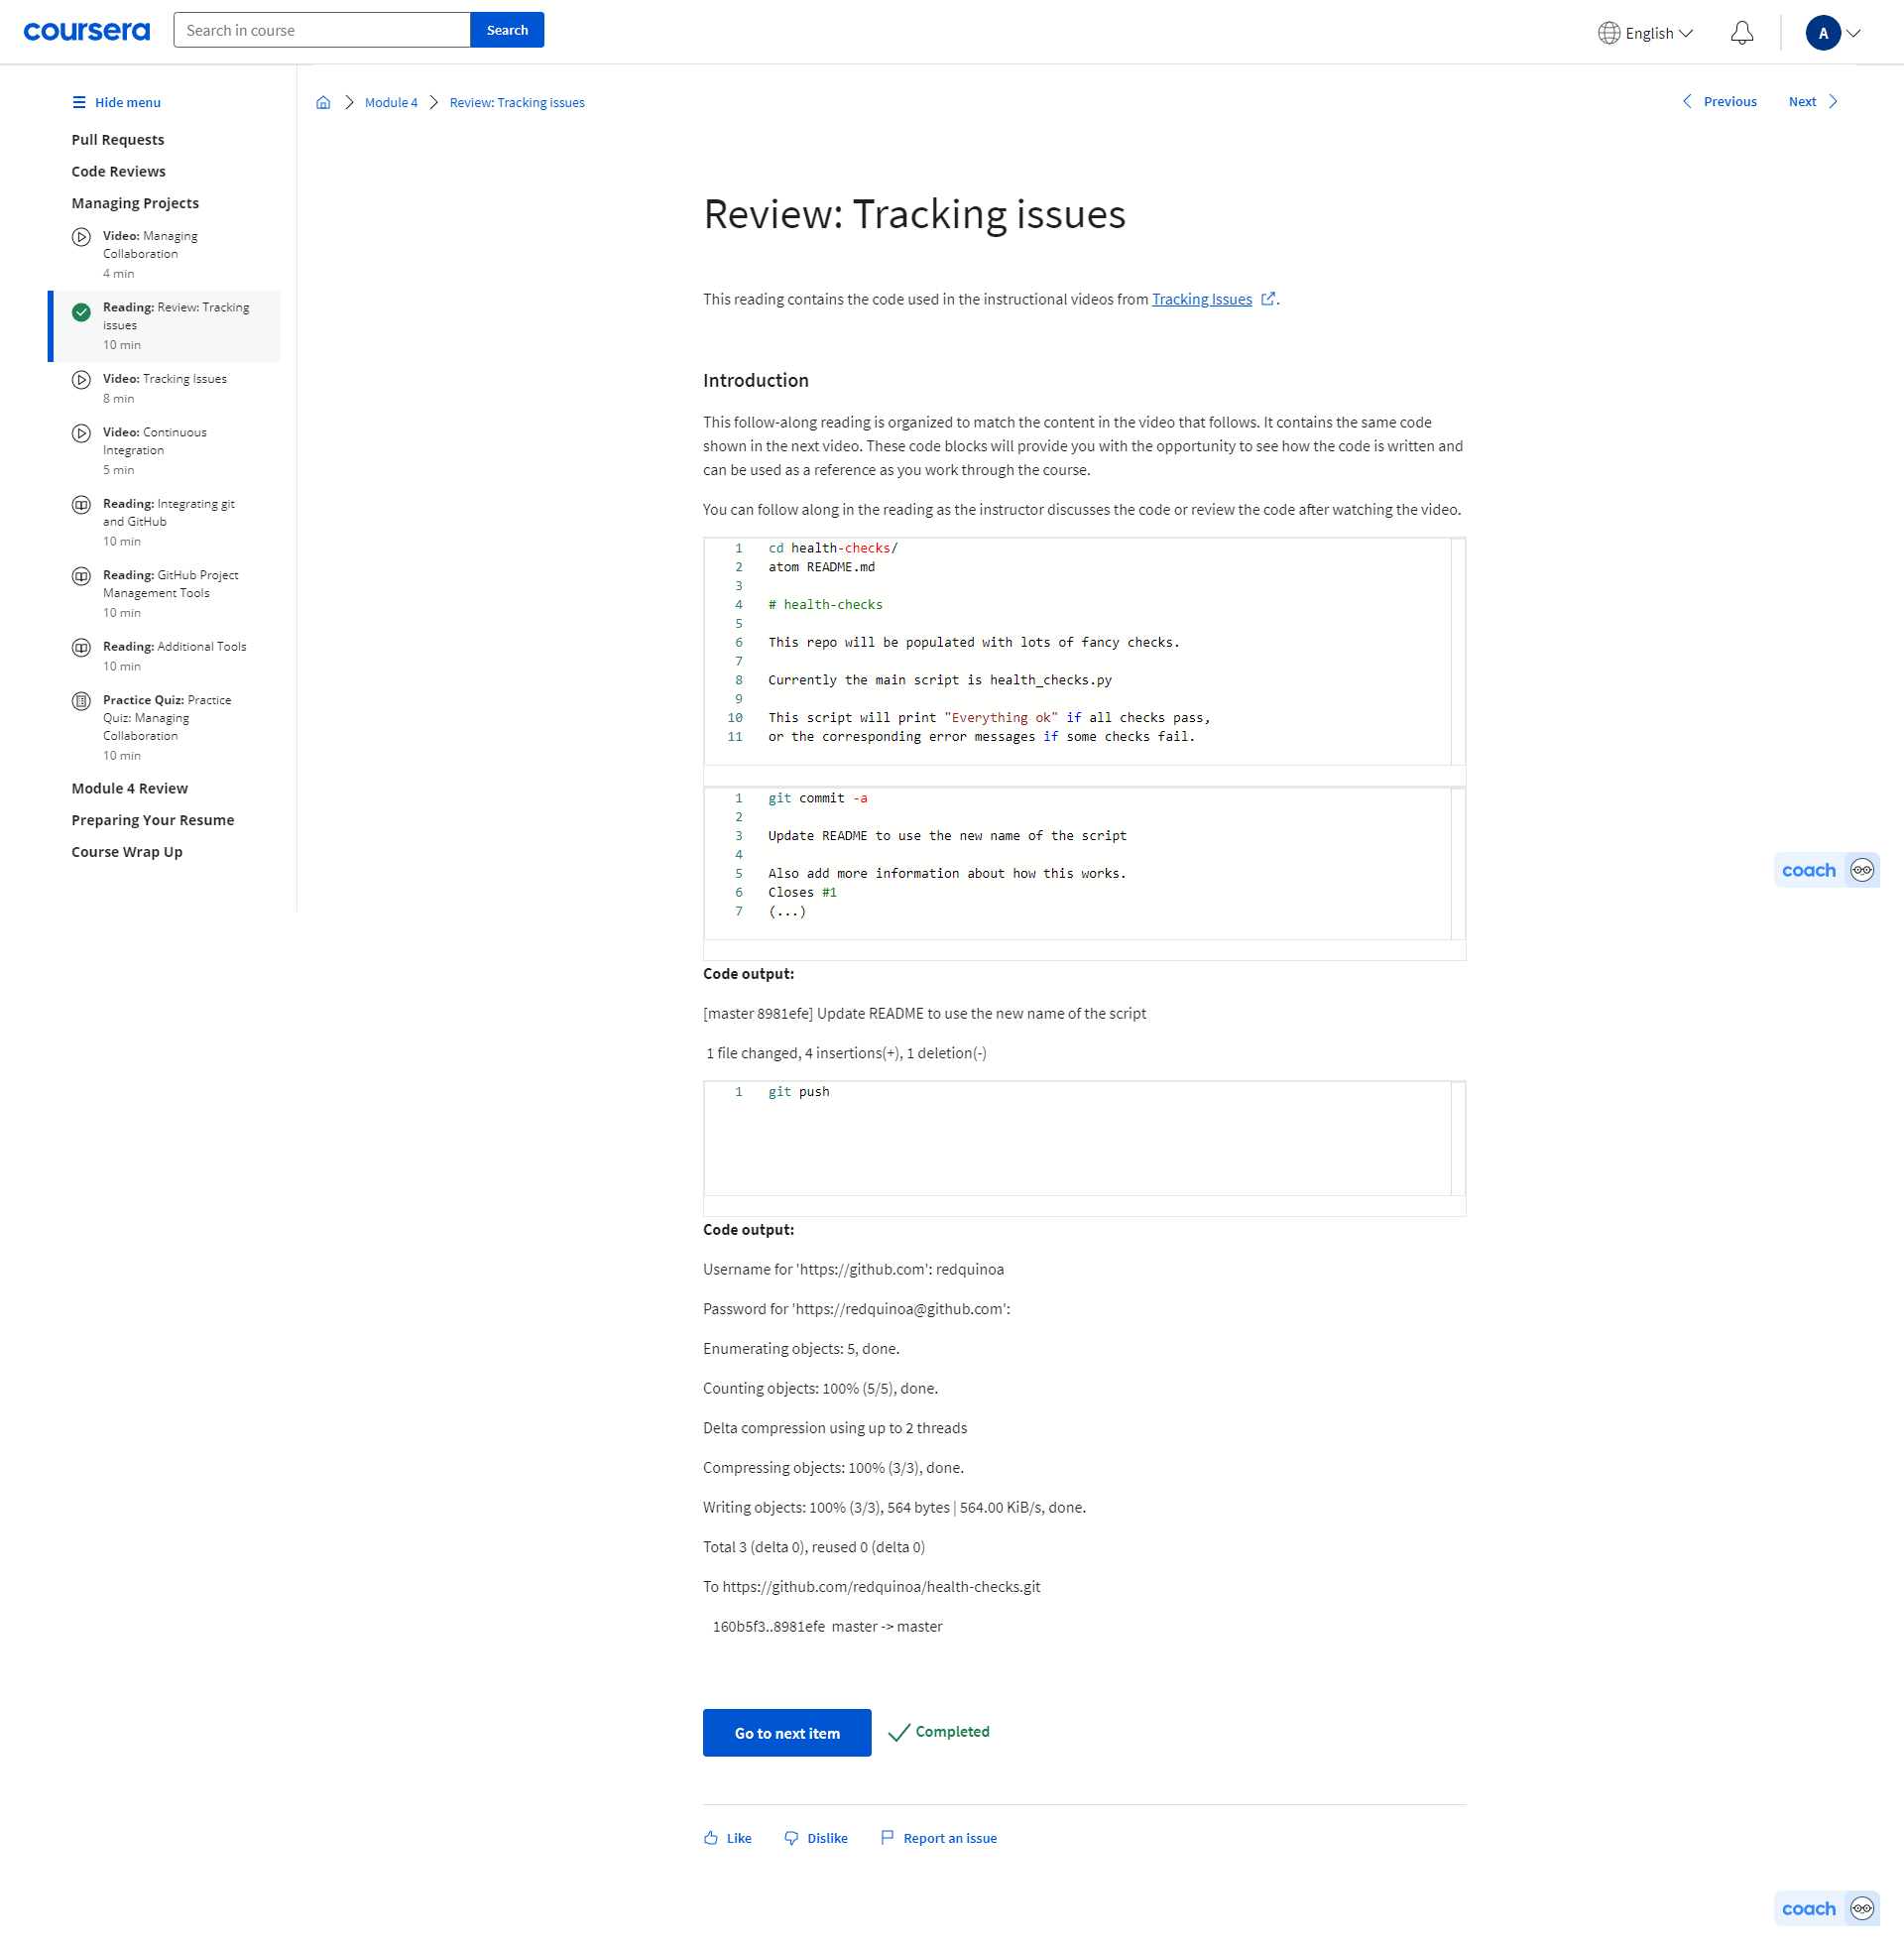 coursera
Search in course
Search
English
A
Hide menu
Pull Requests
Code Reviews
Managing Projects
Video: Managing
Collaboration
4 min
Reading: Review: Tracking
issues
10 min
Video: Tracking Issues
8 min
Video: Continuous
Integration
5 min
Reading: Integrating git
and GitHub
10 min
Reading: GitHub Project
Management Tools
10 min
Reading: Additional Tools
10 min
Practice Quiz: Practice
Quiz: Managing
Collaboration
10 min
Module 4 Review
Preparing Your Resume
Course Wrap Up
Module 4
Review: Tracking issues
Previous
Next
Review: Tracking issues
This reading contains the code used in the instructional videos from Tracking Issues.
Introduction
This follow-along reading is organized to match the content in the video that follows. It contains the same code
shown in the next video. These code blocks will provide you with the opportunity to see how the code is written and
can be used as a reference as you work through the course.
You can follow along in the reading as the instructor discusses the code or review the code after watching the video.
1 cd health-checks/
2 atom README.md
3
4 # health-checks
5
6 This repo will be populated with lots of fancy checks.
7
8 Currently the main script is health_checks.py
9
10 This script will print "Everything ok" if all checks pass,
11 or the corresponding error messages if some checks fail.
1 git commit -a
2
3 Update README to use the new name of the script
4
5 Also add more information about how this works.
6 Closes #1
7 (...)
Code output:
[master 8981efe] Update README to use the new name of the script
1 file changed, 4 insertions(+), 1 deletion(-)
1 git push
Code output:
Username for 'https://github.com': redquinoa
Password for 'https://redquinoa@github.com':
Enumerating objects: 5, done.
Counting objects: 100% (5/5), done.
Delta compression using up to 2 threads
Compressing objects: 100% (3/3), done.
Writing objects: 100% (3/3), 564 bytes | 564.00 KiB/s, done.
Total 3 (delta 0), reused 0 (delta 0)
To https://github.com/redquinoa/health-checks.git
160b5f3..8981efe master -> master
Go to next item
Completed
Like
Dislike
Report an issue
coach
coach